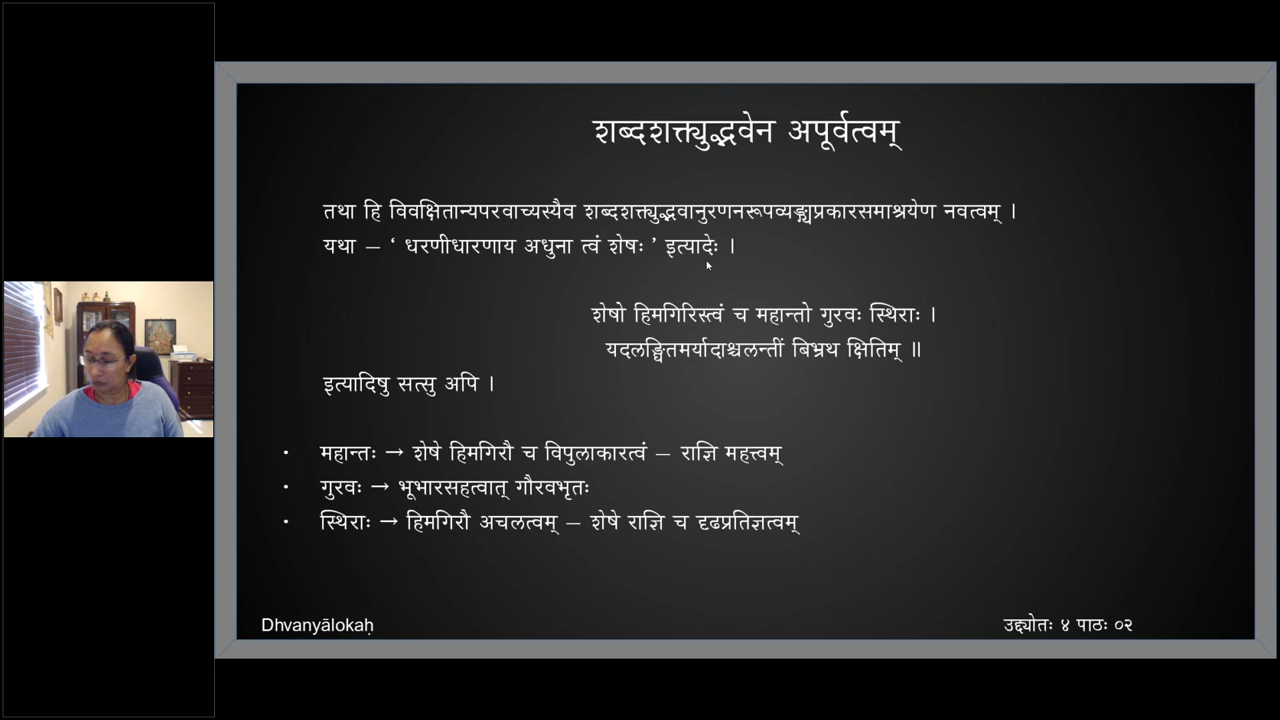 शब्दशक्त्युद्भवेन अपूर्वत्वम्
तथा हि विवक्षितान्यपरवाच्यस्यैव शब्दशक्त्युद्भवानुरणनरूपव्यङ्ग्यप्रकारसमाश्रयेण नवत्वम् ।
यथा – ‘ धरणीधारणाय अधुना त्वं शेषः ’ इत्यादेः ।
शेषो हिमगिरिस्त्वं च महान्तो गुरवः स्थिराः ।
यदलङ्घितमर्यादाश्चलन्तीं बिभ्रथ क्षितिम् ॥
इत्यादिषु सत्सु अपि ।
• महान्तः → शेषे हिमगिरौ च विपुलाकारत्वं – राज्ञि महत्त्वम्
• गुरवः → भूभारसहत्वात् गौरवभृतः
• स्थिराः → हिमगिरौ अचलत्वम् – शेषे राज्ञि च दृढप्रतिज्ञत्वम्
Dhvanyālokaḥ
उद्द्योतः ४ पाठः ०२